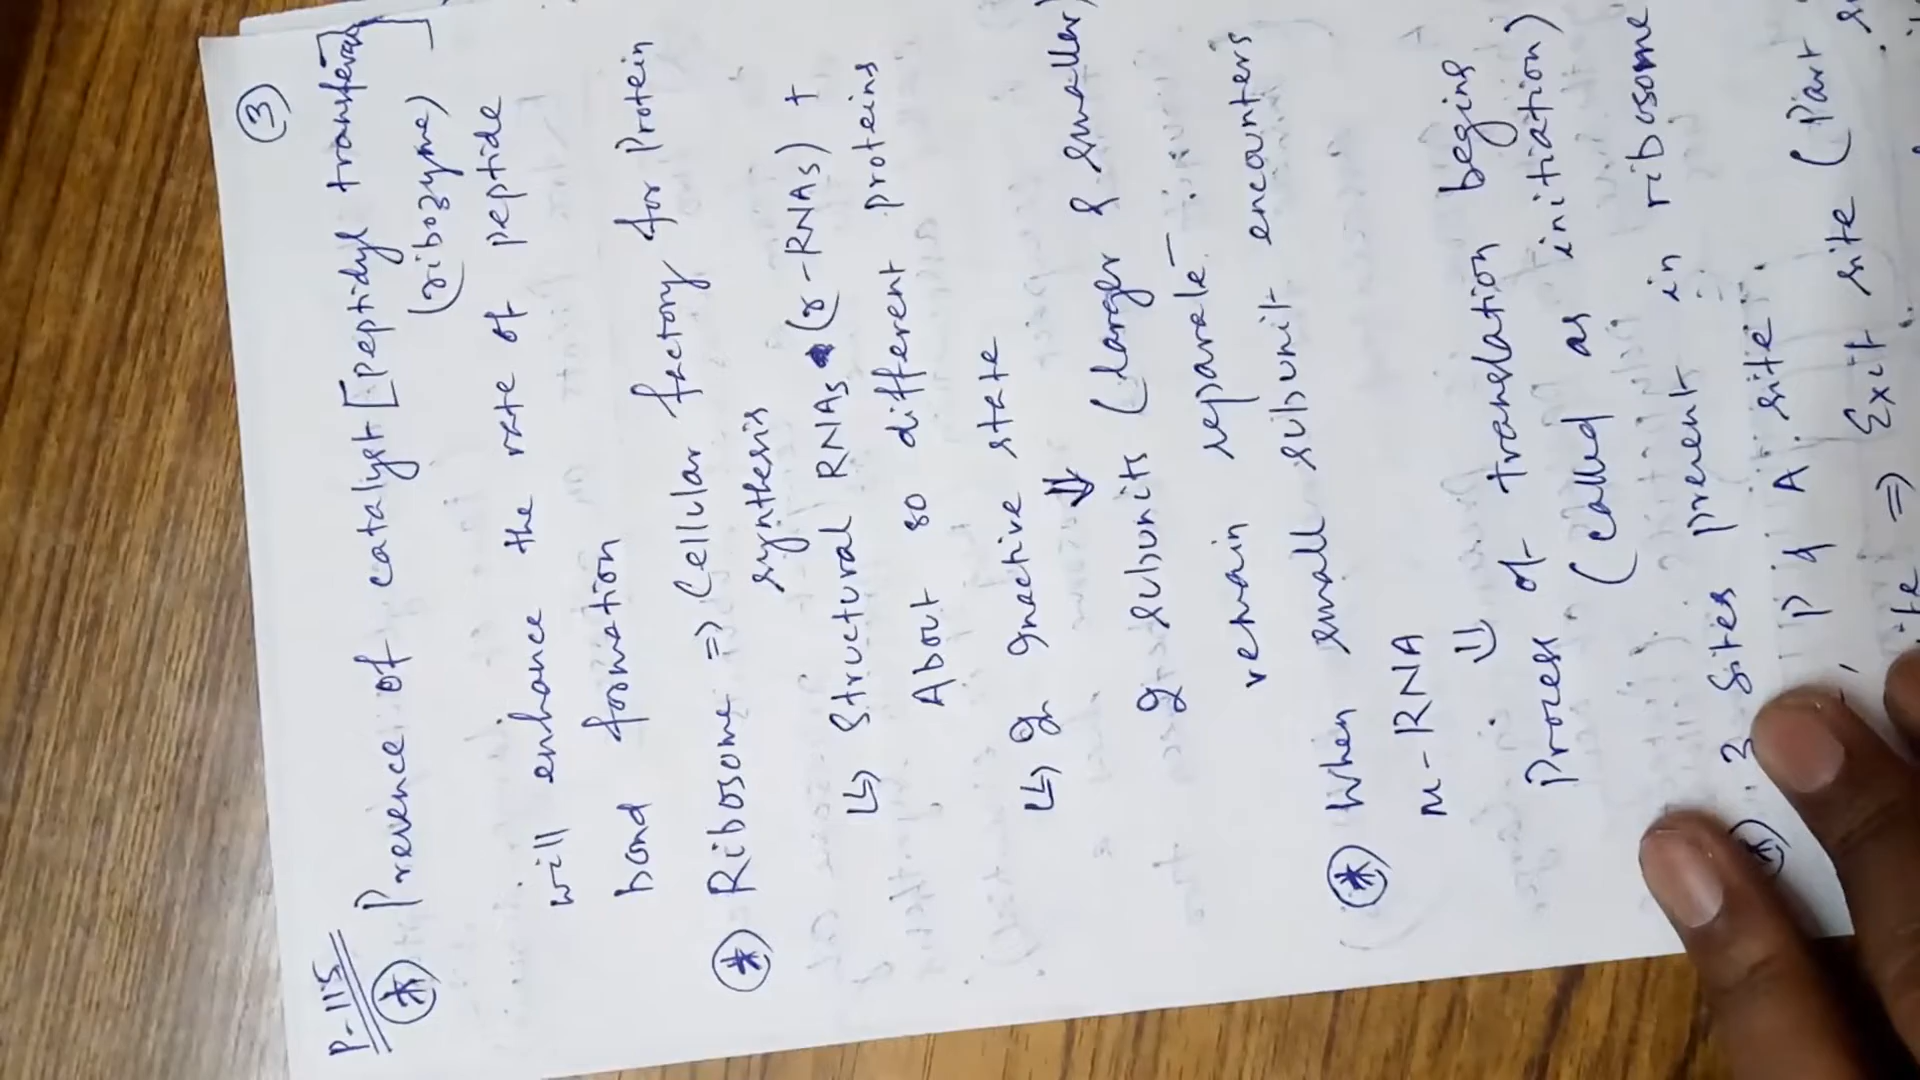 ③
P-115
* Presence of catalyst [Peptidyl transferase]
(ribozyme)
will enhance the rate of peptide
bond formation
* Ribosome ⇒ Cellular factory for Protein
synthesis
↳ Structural RNAs (r-RNAs) +
About 80 different proteins
↳ In Inactive state
⇓
2 subunits (larger & smaller)
remain separate
* When small subunit encounters
m-RNA
⇓
Process of translation begins
(called as initiation)
* 3 sites present in ribosome
P & A site
⇒ Exit site (Part